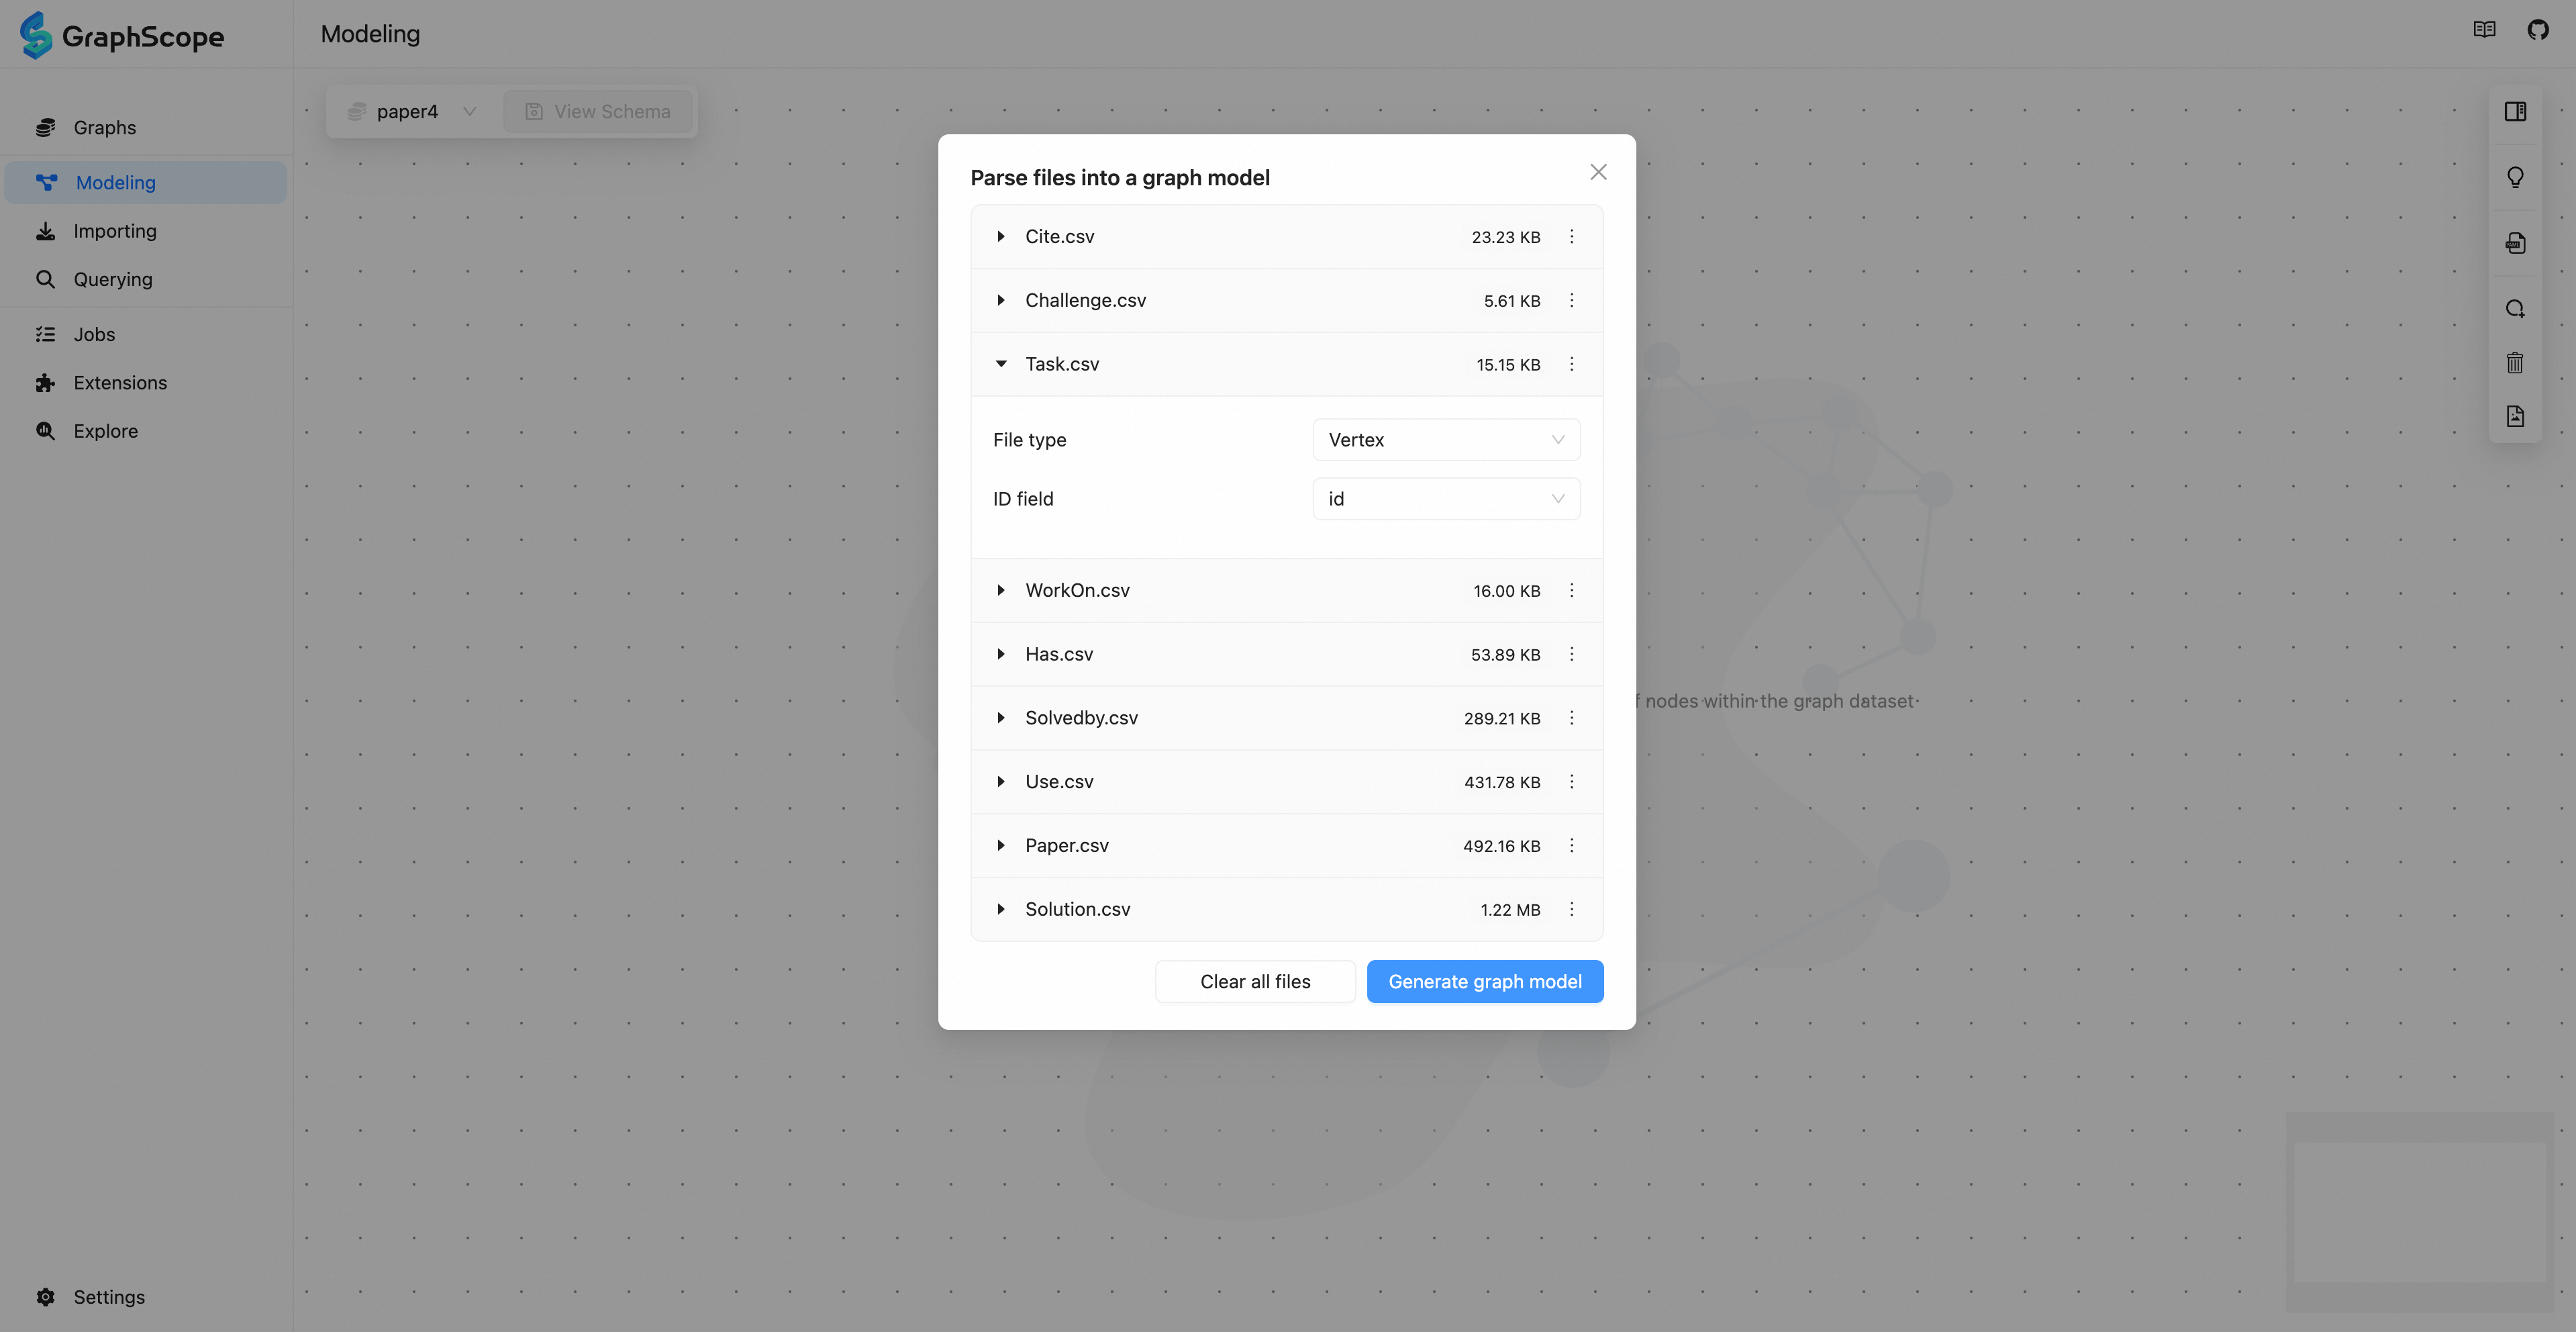 GraphScope
Modeling
Graphs
Modeling
Importing
Querying
Jobs
Extensions
Explore
Settings
paper4
View Schema
Parse files into a graph model
Cite.csv 23.23 KB
Challenge.csv 5.61 KB
Task.csv 15.15 KB
File type Vertex
ID field id
WorkOn.csv 16.00 KB
Has.csv 53.89 KB
Solvedby.csv 289.21 KB
Use.csv 431.78 KB
Paper.csv 492.16 KB
Solution.csv 1.22 MB
Clear all files
Generate graph model
nodes within the graph dataset